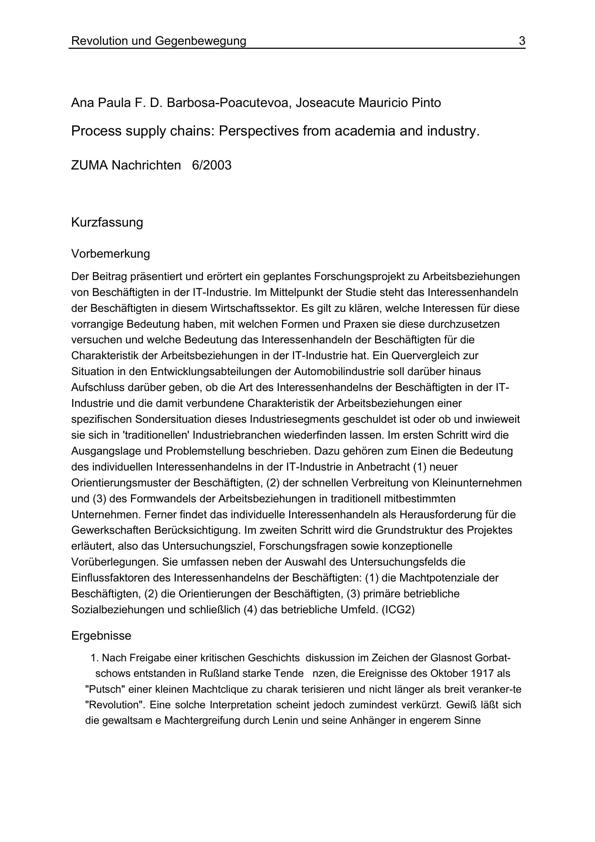 Revolution und Gegenbewegung 3
Ana Paula F. D. Barbosa-Poacutevoa, Joseacute Mauricio Pinto
Process supply chains: Perspectives from academia and industry.
ZUMA Nachrichten 6/2003
Kurzfassung
Vorbemerkung
Der Beitrag präsentiert und erörtert ein geplantes Forschungsprojekt zu Arbeitsbeziehungen
von Beschäftigten in der IT-Industrie. Im Mittelpunkt der Studie steht das Interessenhandeln
der Beschäftigten in diesem Wirtschaftssektor. Es gilt zu klären, welche Interessen für diese
vorrangige Bedeutung haben, mit welchen Formen und Praxen sie diese durchzusetzen
versuchen und welche Bedeutung das Interessenhandeln der Beschäftigten für die
Charakteristik der Arbeitsbeziehungen in der IT-Industrie hat. Ein Quervergleich zur
Situation in den Entwicklungsabteilungen der Automobilindustrie soll darüber hinaus
Aufschluss darüber geben, ob die Art des Interessenhandelns der Beschäftigten in der IT-
Industrie und die damit verbundene Charakteristik der Arbeitsbeziehungen einer
spezifischen Sondersituation dieses Industriesegments geschuldet ist oder ob und inwieweit
sie sich in 'traditionellen' Industriebranchen wiederfinden lassen. Im ersten Schritt wird die
Ausgangslage und Problemstellung beschrieben. Dazu gehören zum Einen die Bedeutung
des individuellen Interessenhandelns in der IT-Industrie in Anbetracht (1) neuer
Orientierungsmuster der Beschäftigten, (2) der schnellen Verbreitung von Kleinunternehmen
und (3) des Formwandels der Arbeitsbeziehungen in traditionell mitbestimmten
Unternehmen. Ferner findet das individuelle Interessenhandeln als Herausforderung für die
Gewerkschaften Berücksichtigung. Im zweiten Schritt wird die Grundstruktur des Projektes
erläutert, also das Untersuchungsziel, Forschungsfragen sowie konzeptionelle
Vorüberlegungen. Sie umfassen neben der Auswahl des Untersuchungsfelds die
Einflussfaktoren des Interessenhandelns der Beschäftigten: (1) die Machtpotenziale der
Beschäftigten, (2) die Orientierungen der Beschäftigten, (3) primäre betriebliche
Sozialbeziehungen und schließlich (4) das betriebliche Umfeld. (ICG2)
Ergebnisse
1. Nach Freigabe einer kritischen Geschichts diskussion im Zeichen der Glasnost Gorbat-
schows entstanden in Rußland starke Tende nzen, die Ereignisse des Oktober 1917 als
"Putsch" einer kleinen Machtclique zu charak terisieren und nicht länger als breit veranker-te
"Revolution". Eine solche Interpretation scheint jedoch zumindest verkürzt. Gewiß läßt sich
die gewaltsam e Machtergreifung durch Lenin und seine Anhänger in engerem Sinne